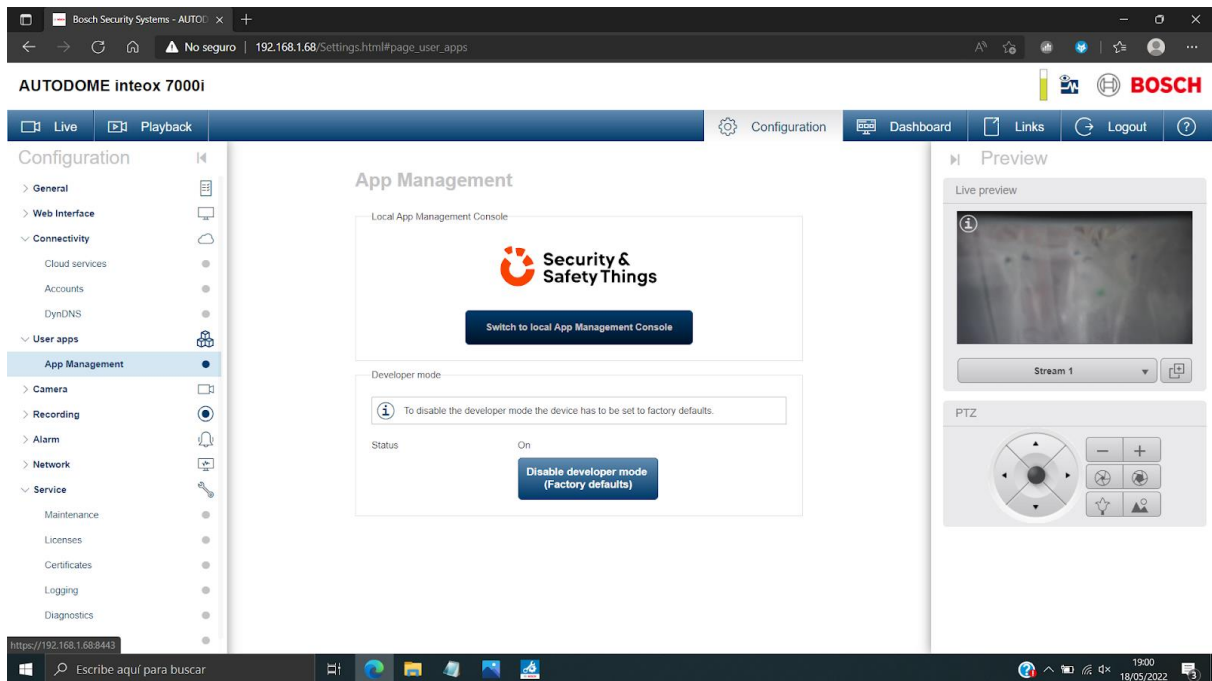 Bosch Security Systems - AUTOD
No seguro
192.168.1.68/Settings.html#page_user_apps
AUTODOME inteox 7000i
BOSCH
Live
Playback
Configuration
Dashboard
Links
Logout
Configuration
General
Web Interface
Connectivity
Cloud services
Accounts
DynDNS
User apps
App Management
Camera
Recording
Alarm
Network
Service
Maintenance
Licenses
Certificates
Logging
Diagnostics
https://192.168.1.68:8443
App Management
Local App Management Console
Security &
Safety Things
Switch to local App Management Console
Developer mode
To disable the developer mode the device has to be set to factory defaults.
Status On
Disable developer mode
(Factory defaults)
Preview
Live preview
Stream 1
PTZ
Escribe aquí para buscar
19:00
18/05/2022
3